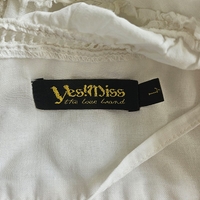 Yes!Miss
the love brand
L